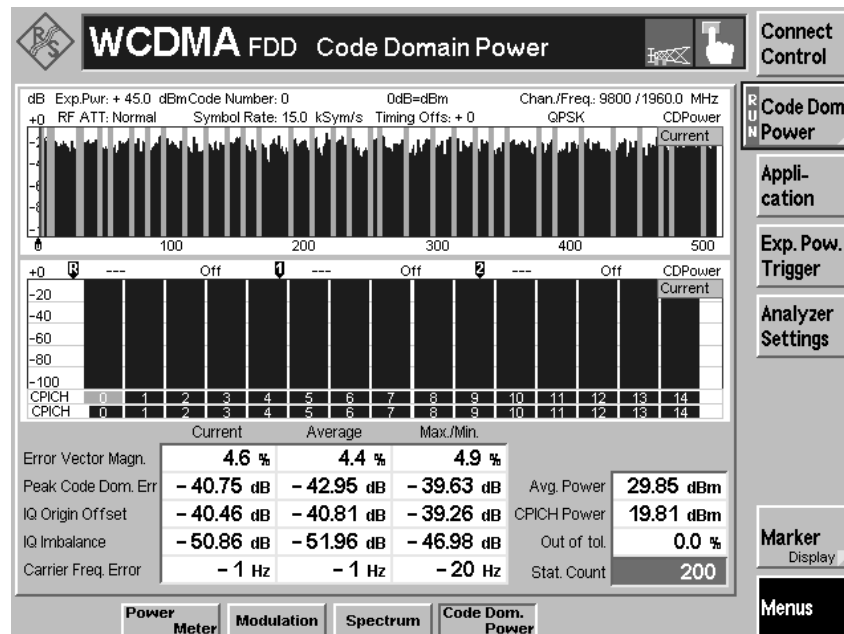 R S
WCDMA FDD Code Domain Power
Connect Control
dB Exp.Pwr: + 45.0 dBm Code Number: 0 0dB=dBm Chan./Freq.: 9800 / 1960.0 MHz
+0 RF ATT: Normal Symbol Rate: 15.0 kSym/s Timing Offs: + 0 QPSK CDPower
Current
RUN
Code Dom. Power
Appli-
cation
0 100 200 300 400 500
Exp. Pow. Trigger
+0 R --- Off 1 --- Off 2 --- Off CDPower
Current
-20
-40
-60
-80
-100
Analyzer Settings
CPICH 0 1 2 3 4 5 6 7 8 9 10 11 12 13 14
CPICH 0 1 2 3 4 5 6 7 8 9 10 11 12 13 14
Current Average Max./Min.
Error Vector Magn. 4.6 % 4.4 % 4.9 %
Peak Code Dom. Err – 40.75 dB – 42.95 dB – 39.63 dB Avg. Power 29.85 dBm
IQ Origin Offset – 40.46 dB – 40.81 dB – 39.26 dB CPICH Power 19.81 dBm
IQ Imbalance – 50.86 dB – 51.96 dB – 46.98 dB Out of tol. 0.0 %
Carrier Freq. Error – 1 Hz – 1 Hz – 20 Hz Stat. Count 200
Marker
Display
Menus
Power Meter Modulation Spectrum Code Dom. Power